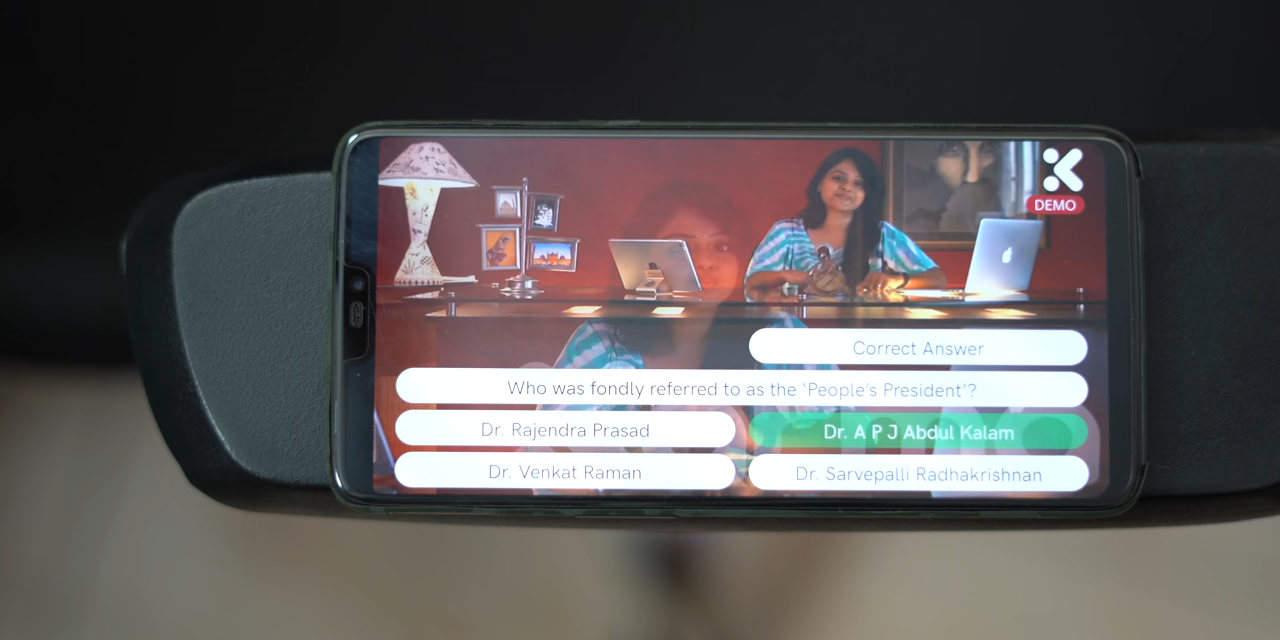 DEMO
Correct Answer
Who was fondly referred to as the ‘People’s President’?
Dr. Rajendra Prasad
Dr. A P J Abdul Kalam
Dr. Venkat Raman
Dr. Sarvepalli Radhakrishnan